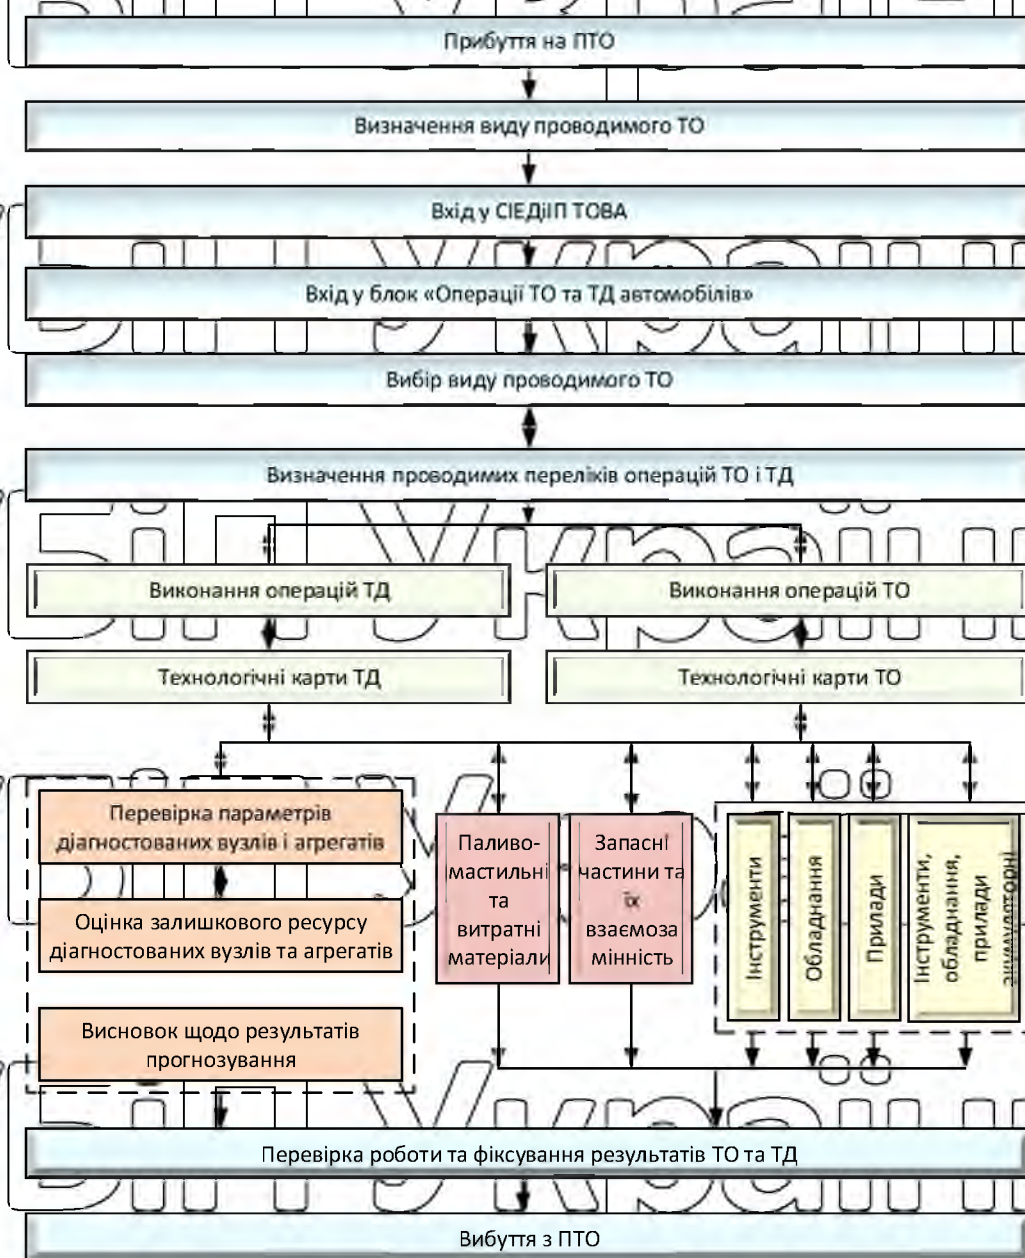 Прибуття на ПТО
Визначення виду проводимого ТО
Вхід у СІЕДіІП ТОВА
Вхід у блок «Операції ТО та ТД автомобілів»
Вибір виду проводимого ТО
Визначення проводимих переліків операцій ТО і ТД
Виконання операцій ТД
Виконання операцій ТО
Технологічні карти ТД
Технологічні карти ТО
Перевірка параметрів
діагностованих вузлів і агрегатів
Оцінка залишкового ресурсу
діагностованих вузлів та агрегатів
Висновок щодо результатів
прогнозування
Паливо-
мастильні
та
витратні
матеріали
Запасні
частини та
їх
взаємоза
мінність
Інструменти
Обладнання
Прилади
Інструменти,
обладнання,
прилади
акумуляторні
Перевірка роботи та фіксування результатів ТО та ТД
Вибуття з ПТО